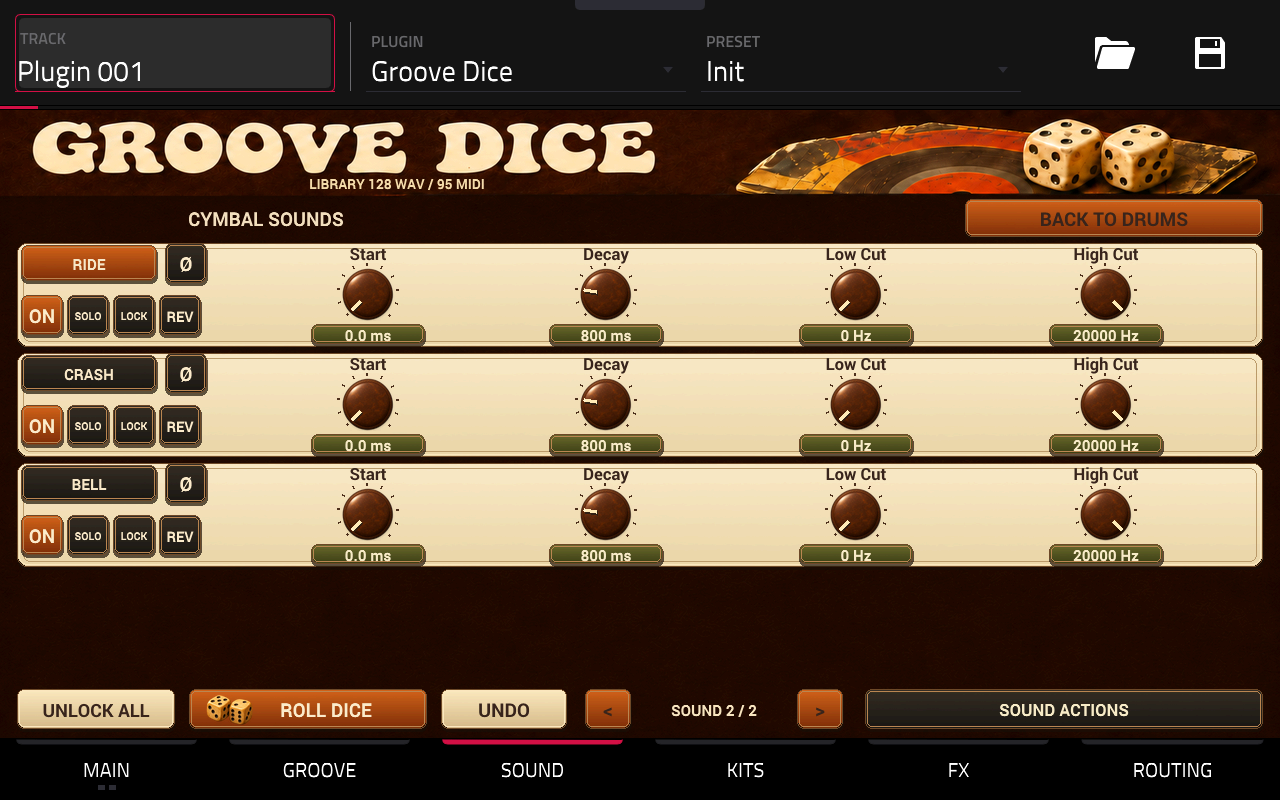 TRACK
Plugin 001
PLUGIN
Groove Dice
PRESET
Init
GROOVE DICE
LIBRARY 128 WAV / 95 MIDI
CYMBAL SOUNDS
BACK TO DRUMS
RIDE Ø
ON SOLO LOCK REV
Start Decay Low Cut High Cut
0.0 ms 800 ms 0 Hz 20000 Hz
CRASH Ø
ON SOLO LOCK REV
Start Decay Low Cut High Cut
0.0 ms 800 ms 0 Hz 20000 Hz
BELL Ø
ON SOLO LOCK REV
Start Decay Low Cut High Cut
0.0 ms 800 ms 0 Hz 20000 Hz
UNLOCK ALL ROLL DICE UNDO < SOUND 2 / 2 > SOUND ACTIONS
MAIN GROOVE SOUND KITS FX ROUTING